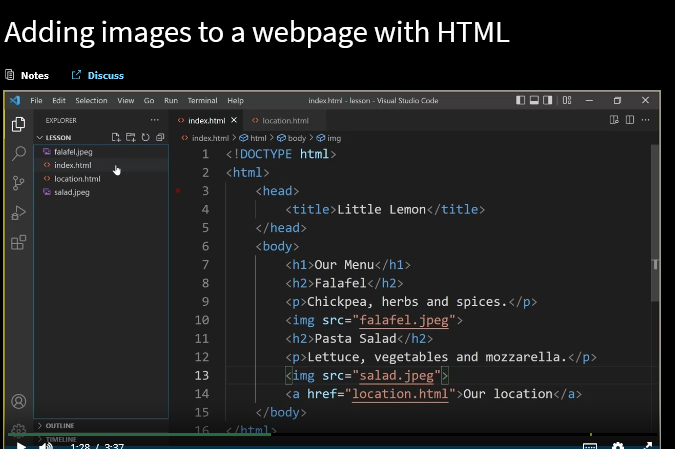 Adding images to a webpage with HTML
Notes Discuss
File Edit Selection View Go Run Terminal Help index.html - lesson - Visual Studio Code
EXPLORER ··· index.html location.html
LESSON index.html > html > body > img
falafel.jpeg
index.html
location.html
salad.jpeg
1 <!DOCTYPE html>
2 <html>
3 <head>
4 <title>Little Lemon</title>
5 </head>
6 <body>
7 <h1>Our Menu</h1>
8 <h2>Falafel</h2>
9 <p>Chickpea, herbs and spices.</p>
10 <img src="falafel.jpeg">
11 <h2>Pasta Salad</h2>
12 <p>Lettuce, vegetables and mozzarella.</p>
13 <img src="salad.jpeg">
14 <a href="location.html">Our location</a>
15 </body>
16 </html>
OUTLINE
TIMELINE
1:28 / 3:37